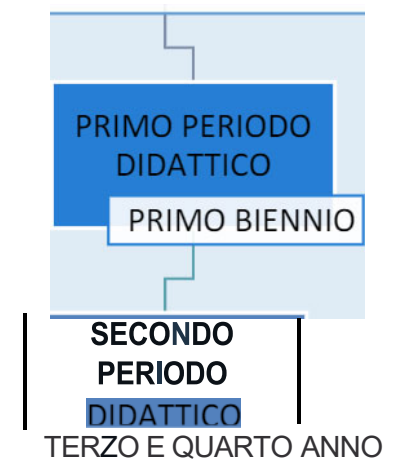 PRIMO PERIODO
DIDATTICO
PRIMO BIENNIO
SECONDO
PERIODO
DIDATTICO
TERZO E QUARTO ANNO